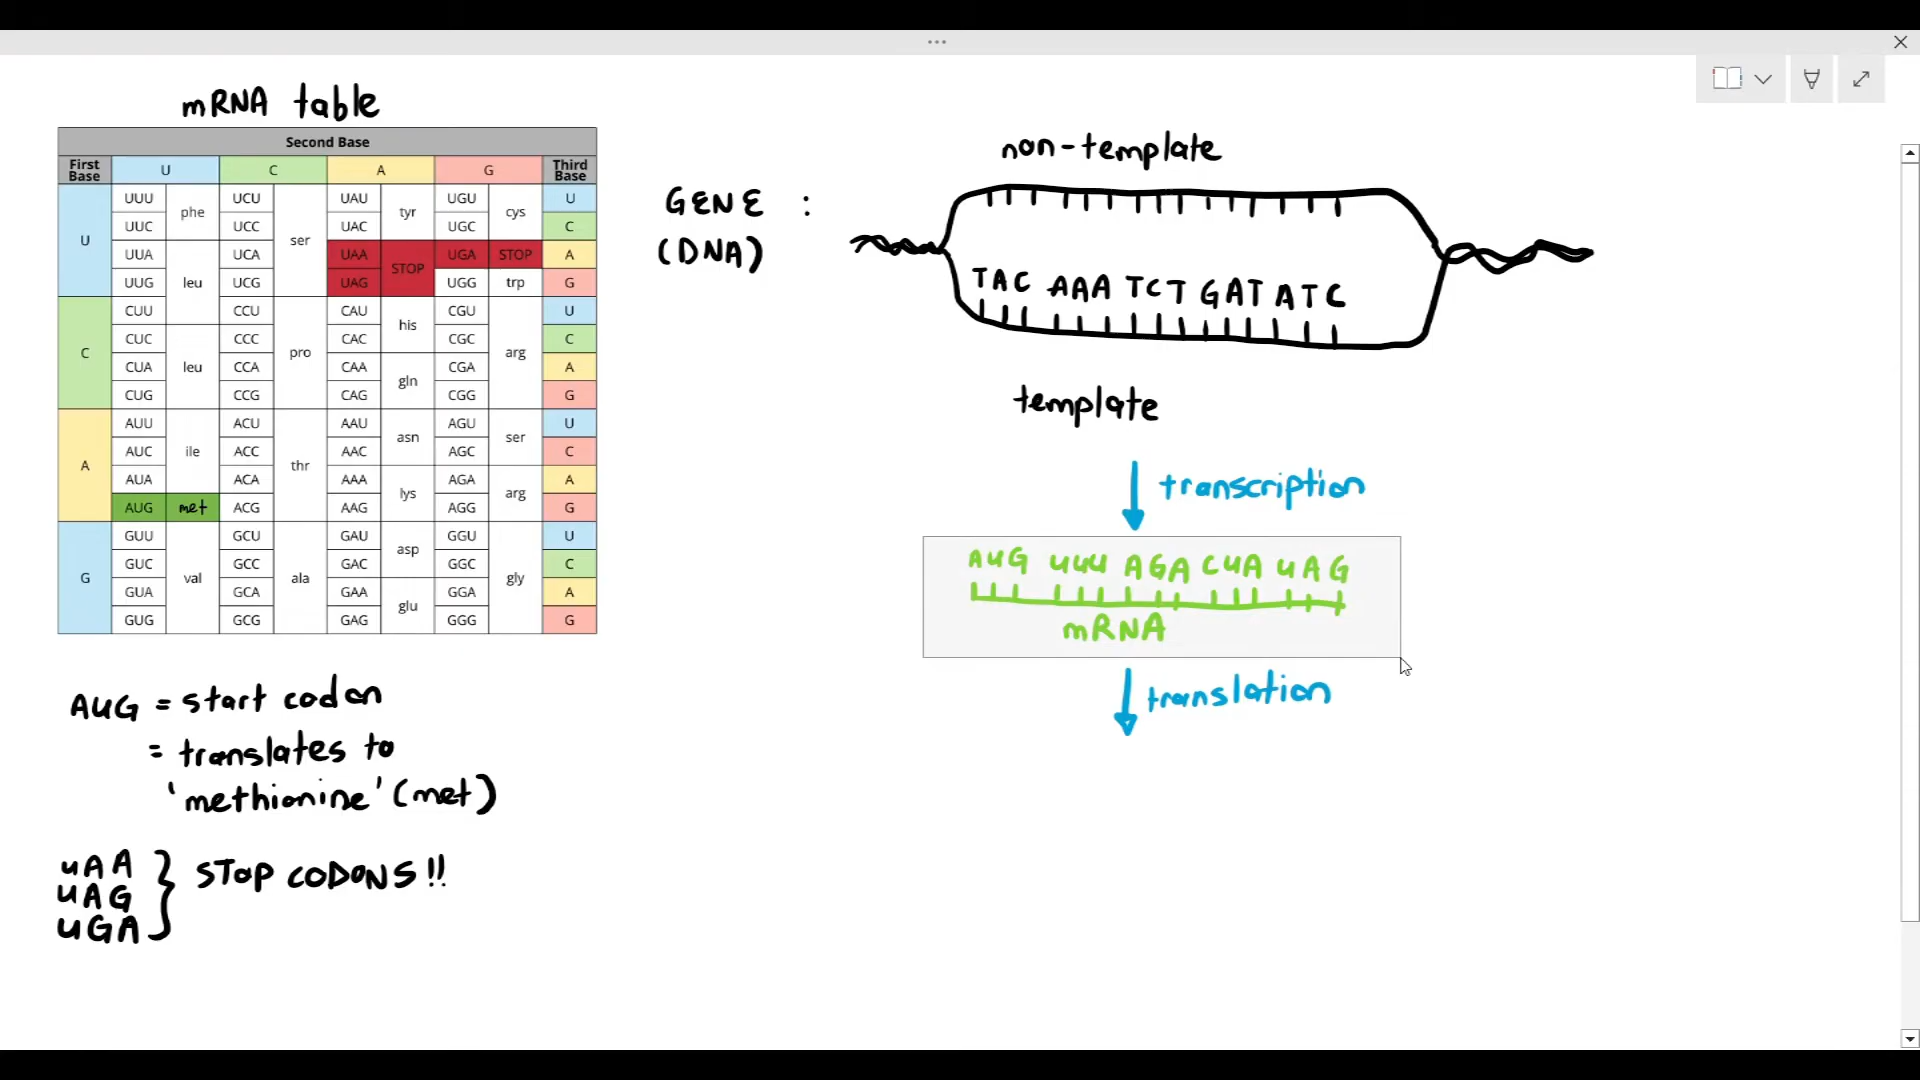 mRNA table
Second Base
First Base U C A G Third Base
U UUU phe UCU ser UAU tyr UGU cys U
UUC UCC UAC UGC C
UUA leu UCA UAA STOP UGA STOP A
UUG UCG UAG UGG trp G
C CUU leu CCU pro CAU his CGU arg U
CUC CCC CAC CGC C
CUA CCA CAA gln CGA A
CUG CCG CAG CGG G
A AUU ile ACU thr AAU asn AGU ser U
AUC ACC AAC AGC C
AUA ACA AAA lys AGA arg A
AUG met ACG AAG AGG G
G GUU val GCU ala GAU asp GGU gly U
GUC GCC GAC GGC C
GUA GCA GAA glu GGA A
GUG GCG GAG GGG G
AUG = start codon
= translates to
'methionine' (met)
UAA
UAG } STOP CODONS !!
UGA
non-template
GENE :
(DNA)
TAC AAA TCT GAT ATC
template
transcription
AUG UUU AGA CUA UAG
mRNA
translation